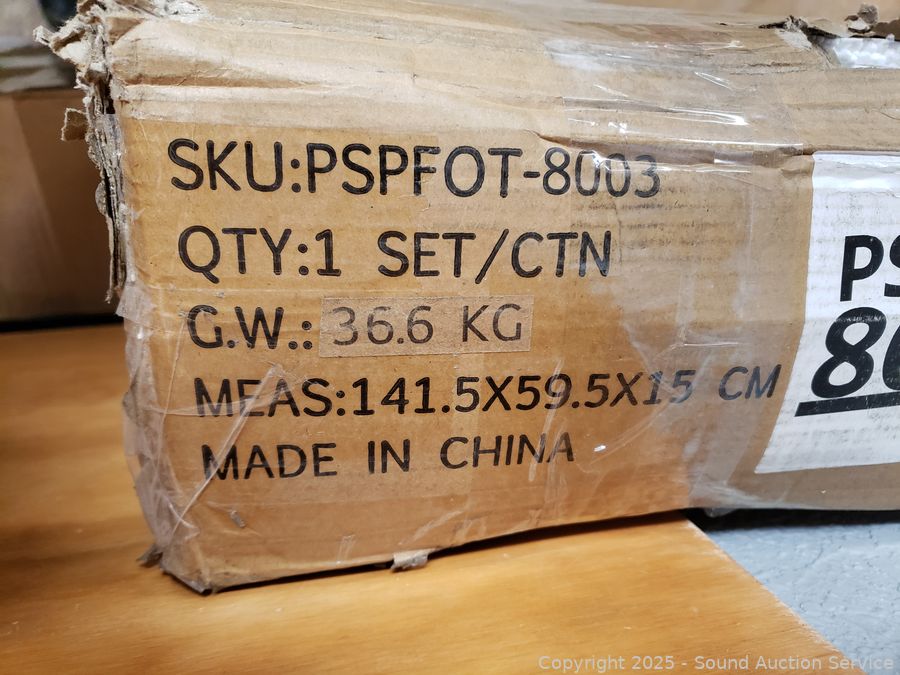 SKU:PSPFOT-8003
QTY:1 SET/CTN
G.W.: 36.6 KG
MEAS:141.5X59.5X15 CM
MADE IN CHINA
PS
80
Copyright 2025 - Sound Auction Service